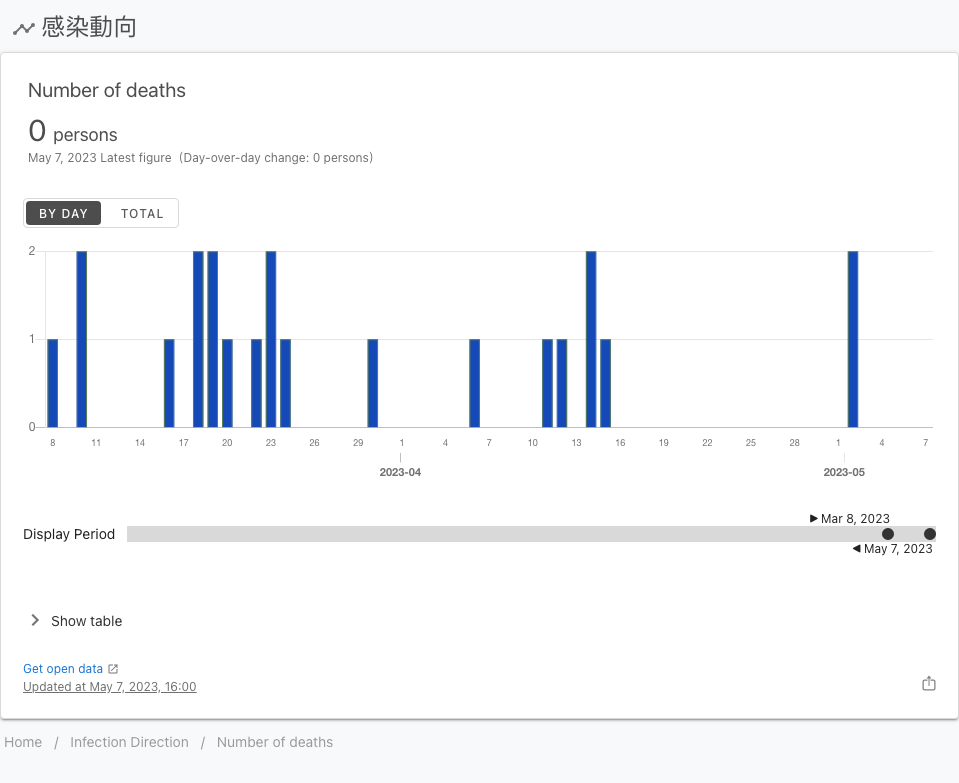 感染動向
Number of deaths
0 persons
May 7, 2023 Latest figure (Day-over-day change: 0 persons)
BY DAY TOTAL
2
1
0
8 11 14 17 20 23 26 29 1 4 7 10 13 16 19 22 25 28 1 4 7
2023-04 2023-05
Mar 8, 2023
Display Period
May 7, 2023
Show table
Get open data
Updated at May 7, 2023, 16:00
Home / Infection Direction / Number of deaths